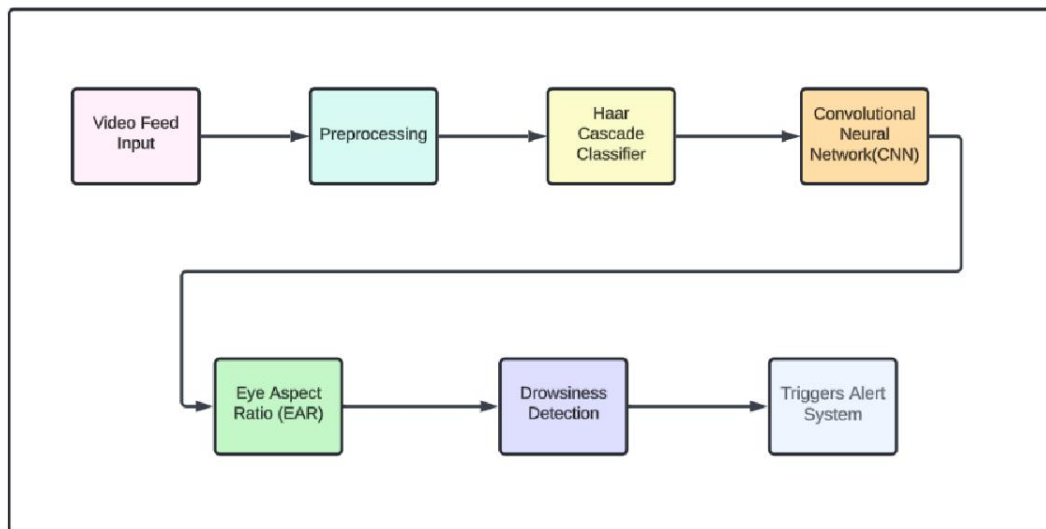 Video Feed
Input
Preprocessing
Haar
Cascade
Classifier
Convolutional
Neural
Network(CNN)
Eye Aspect
Ratio (EAR)
Drowsiness
Detection
Triggers Alert
System